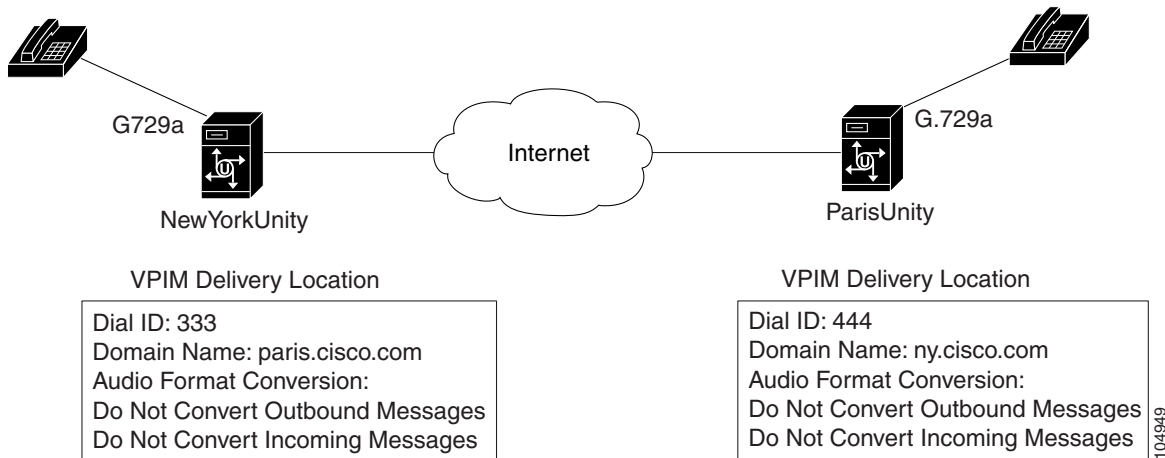 G729a
G.729a
Internet
NewYorkUnity
ParisUnity
VPIM Delivery Location
Dial ID: 333
Domain Name: paris.cisco.com
Audio Format Conversion:
Do Not Convert Outbound Messages
Do Not Convert Incoming Messages
VPIM Delivery Location
Dial ID: 444
Domain Name: ny.cisco.com
Audio Format Conversion:
Do Not Convert Outbound Messages
Do Not Convert Incoming Messages
104949
U
U